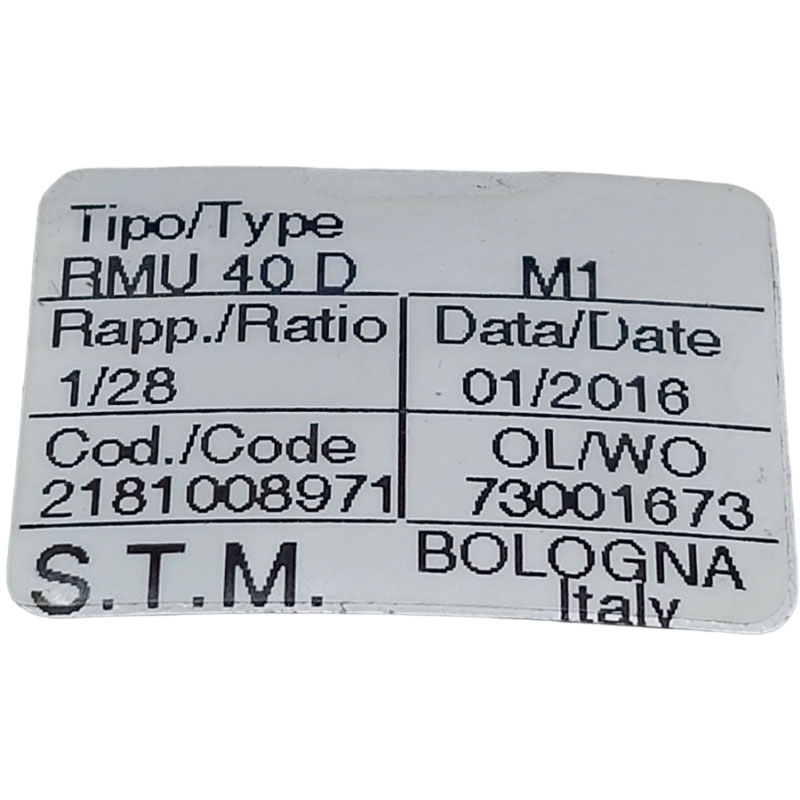 Tipo/Type
RMU 40 D M1
Rapp./Ratio Data/Date
1/28 01/2016
Cod./Code OL/WO
2181008971 73001673
S.T.M. BOLOGNA
Italy